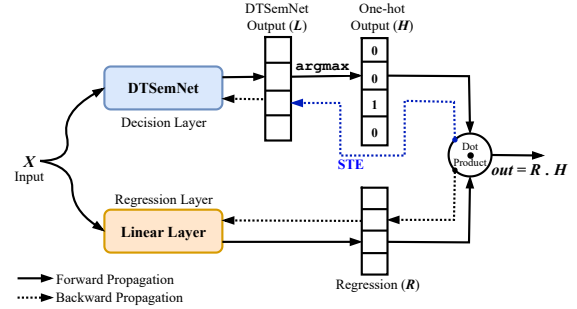 DTSemNet
Output (L)
One-hot
Output (H)
0
0
1
0
argmax
DTSemNet
Decision Layer
STE
X
Input
Dot
Product
out = R . H
Regression Layer
Linear Layer
Regression (R)
Forward Propagation
Backward Propagation